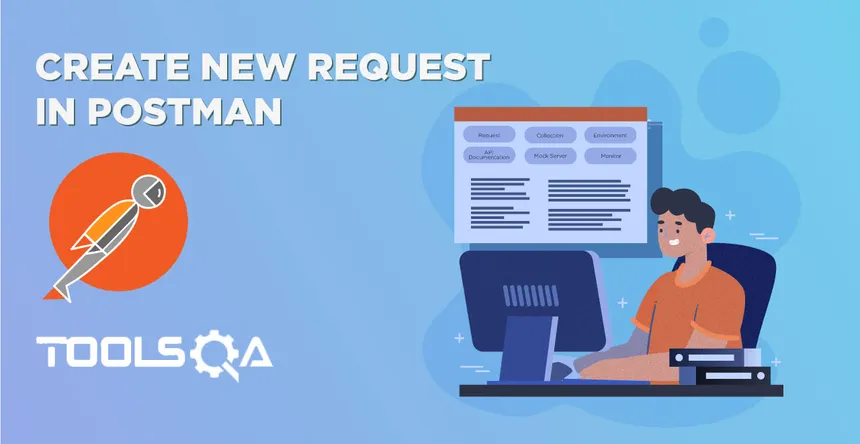 CREATE NEW REQUEST
IN POSTMAN
Request
Collection
Environment
API
Documentation
Mock Server
Monitor
TOOLSQA